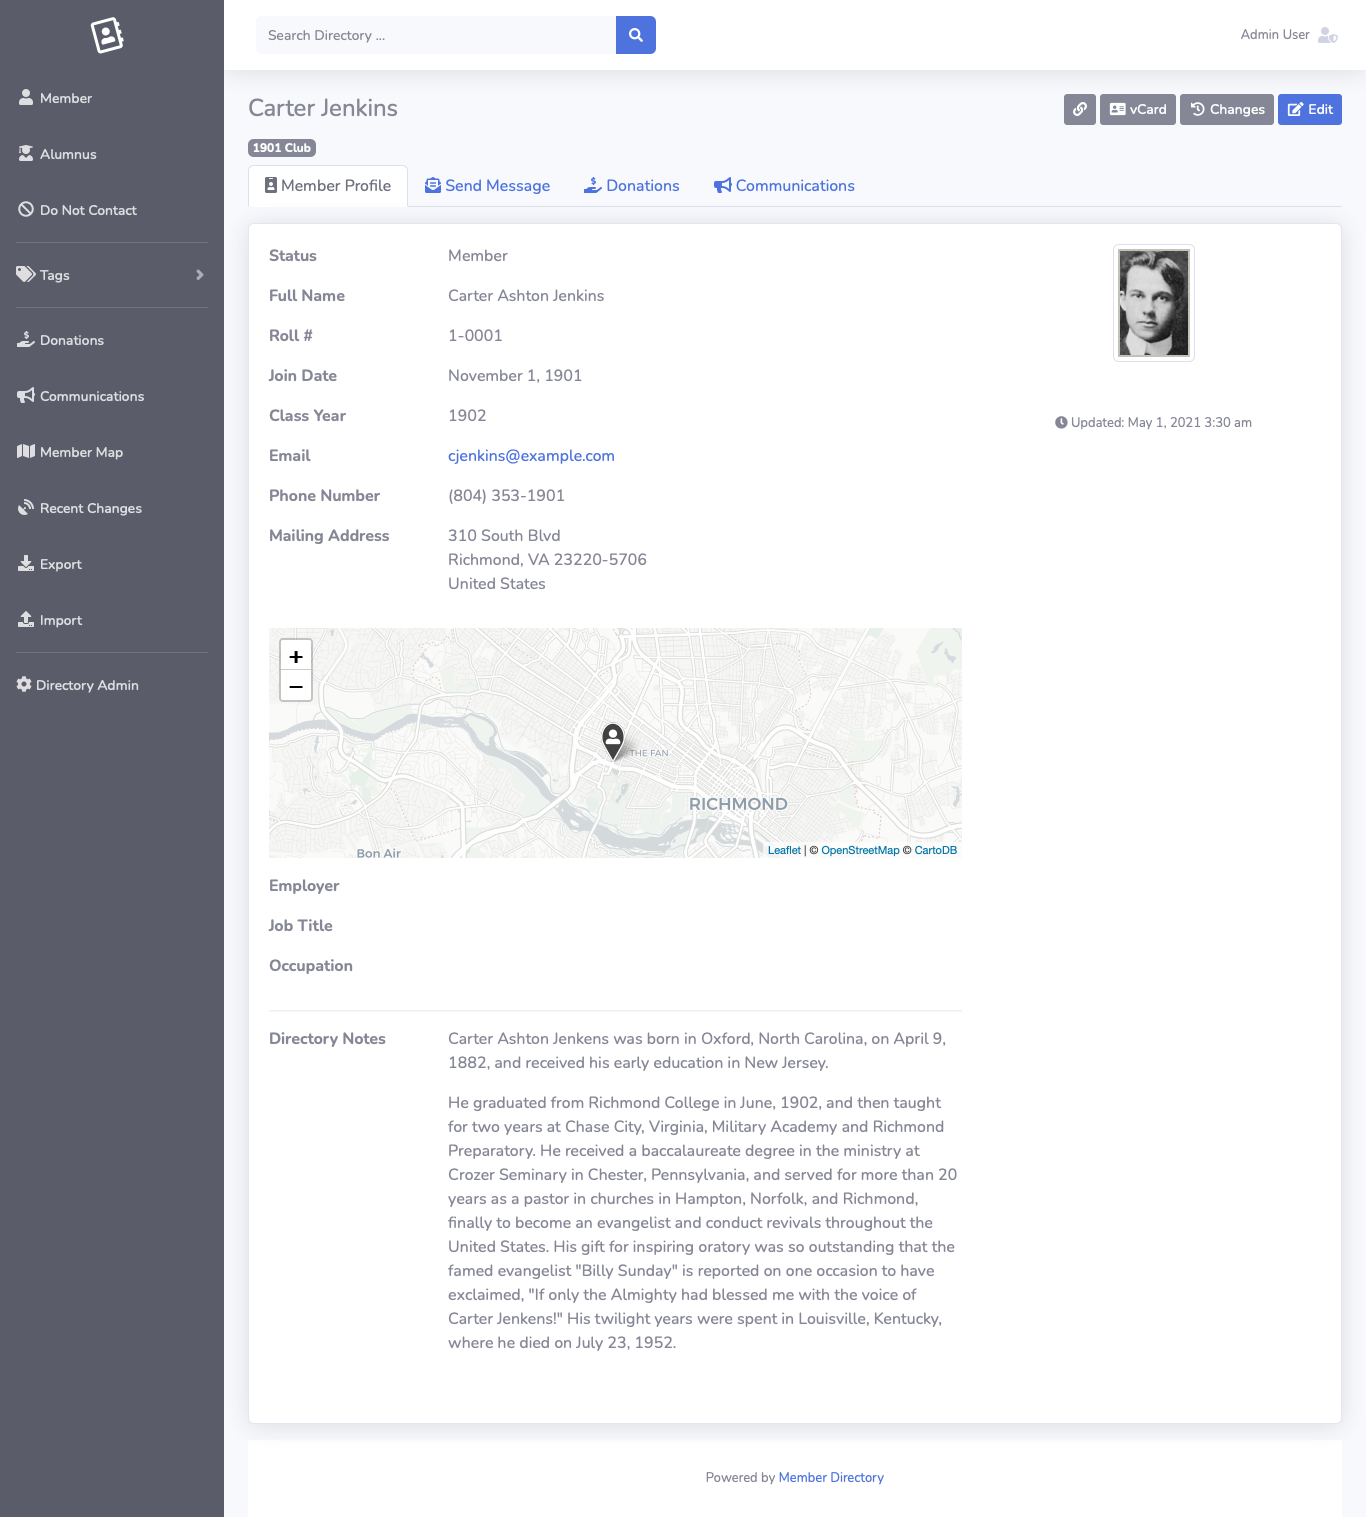 Search Directory ...
Admin User
Member
Alumnus
Do Not Contact
Tags
Donations
Communications
Member Map
Recent Changes
Export
Import
Directory Admin
Carter Jenkins
vCard
Changes
Edit
1901 Club
Member Profile
Send Message
Donations
Communications
Status Member
Full Name Carter Ashton Jenkins
Roll # 1-0001
Join Date November 1, 1901
Class Year 1902
Email cjenkins@example.com
Phone Number (804) 353-1901
Mailing Address 310 South Blvd
Richmond, VA 23220-5706
United States
Updated: May 1, 2021 3:30 am
+
−
THE FAN
RICHMOND
Bon Air
Leaflet | © OpenStreetMap © CartoDB
Employer
Job Title
Occupation
Directory Notes Carter Ashton Jenkens was born in Oxford, North Carolina, on April 9,
1882, and received his early education in New Jersey.
He graduated from Richmond College in June, 1902, and then taught
for two years at Chase City, Virginia, Military Academy and Richmond
Preparatory. He received a baccalaureate degree in the ministry at
Crozer Seminary in Chester, Pennsylvania, and served for more than 20
years as a pastor in churches in Hampton, Norfolk, and Richmond,
finally to become an evangelist and conduct revivals throughout the
United States. His gift for inspiring oratory was so outstanding that the
famed evangelist "Billy Sunday" is reported on one occasion to have
exclaimed, "If only the Almighty had blessed me with the voice of
Carter Jenkens!" His twilight years were spent in Louisville, Kentucky,
where he died on July 23, 1952.
Powered by Member Directory